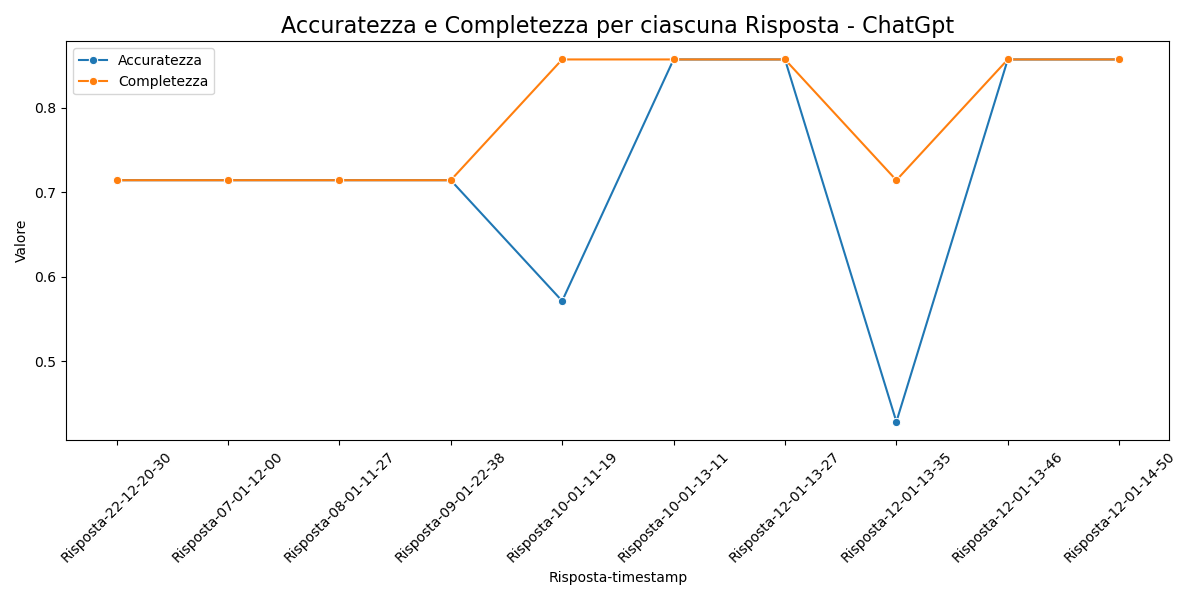 Accuratezza e Completezza per ciascuna Risposta - ChatGpt
Accuratezza
Completezza
Valore
0.8
0.7
0.6
0.5
Risposta-22-12-20-30
Risposta-07-01-12-00
Risposta-08-01-11-27
Risposta-09-01-22-38
Risposta-10-01-11-19
Risposta-10-01-13-11
Risposta-12-01-13-27
Risposta-12-01-13-35
Risposta-12-01-13-46
Risposta-12-01-14-50
Risposta-timestamp